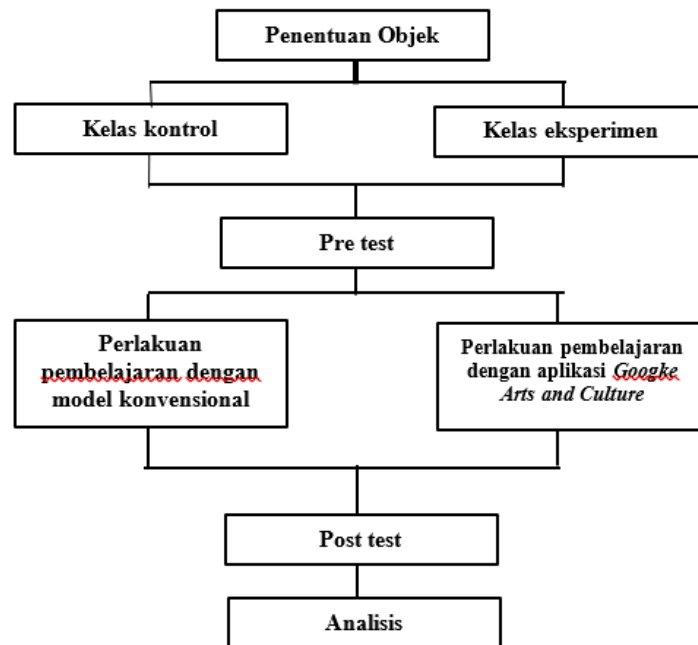 Penentuan Objek
Kelas kontrol
Kelas eksperimen
Pre test
Perlakuan
pembelajaran dengan
model konvensional
Perlakuan pembelajaran
dengan aplikasi Googke
Arts and Culture
Post test
Analisis